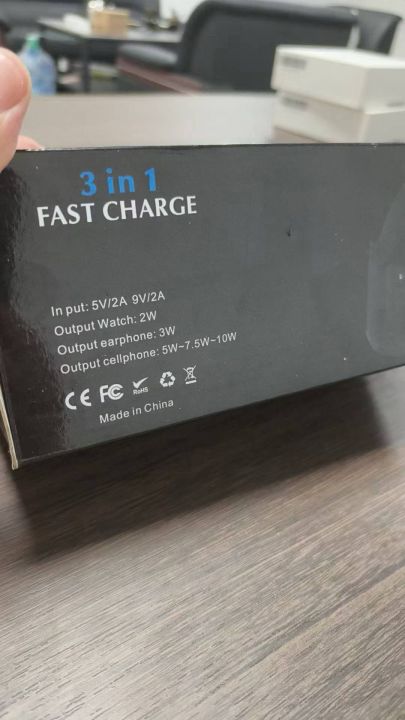 3 in 1
FAST CHARGE
In put: 5V/2A 9V/2A
Output Watch: 2W
Output earphone: 3W
Output cellphone: 5W~7.5W~10W
CE FC RoHS
Made in China